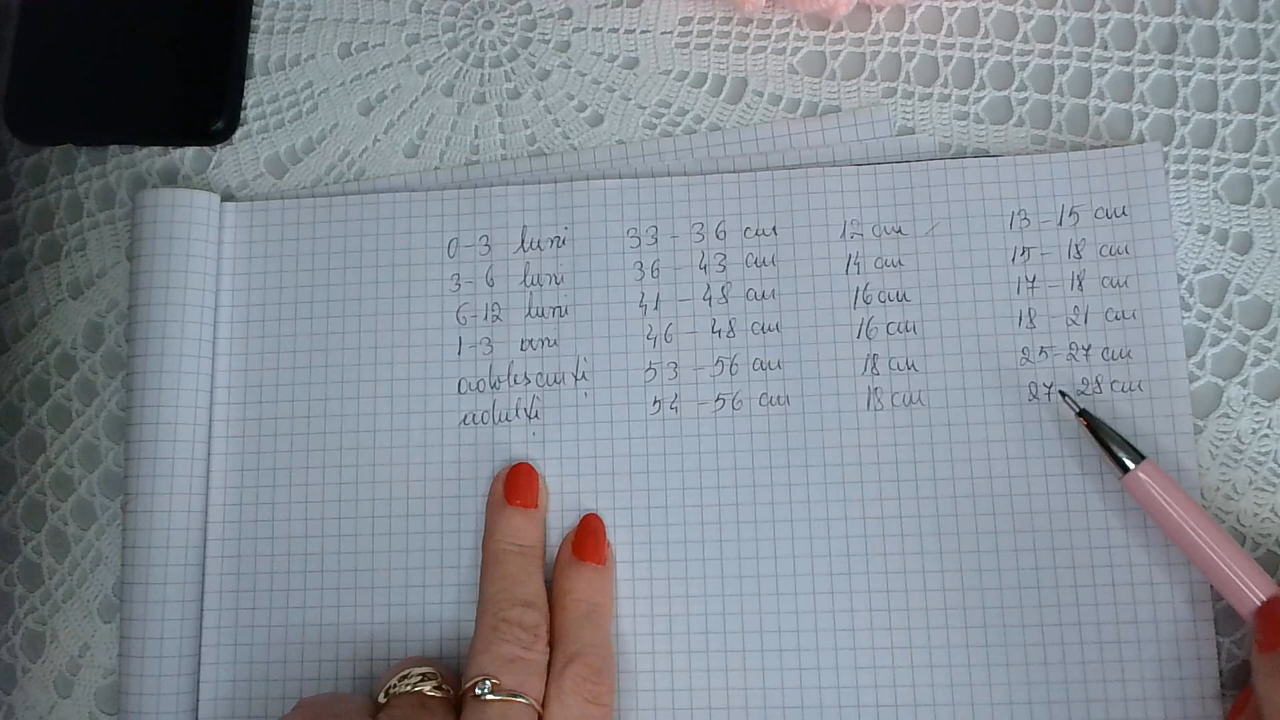 0-3 luni 33-36 cm 12 cm 13-15 cm
3-6 luni 36-43 cm 14 cm 15-18 cm
6-12 luni 41-48 cm 16 cm 17-18 cm
1-3 ani 46-48 cm 16 cm 18-21 cm
adolescenți 53-56 cm 18 cm 25-27 cm
adulți 54-56 cm 18 cm 27-28 cm